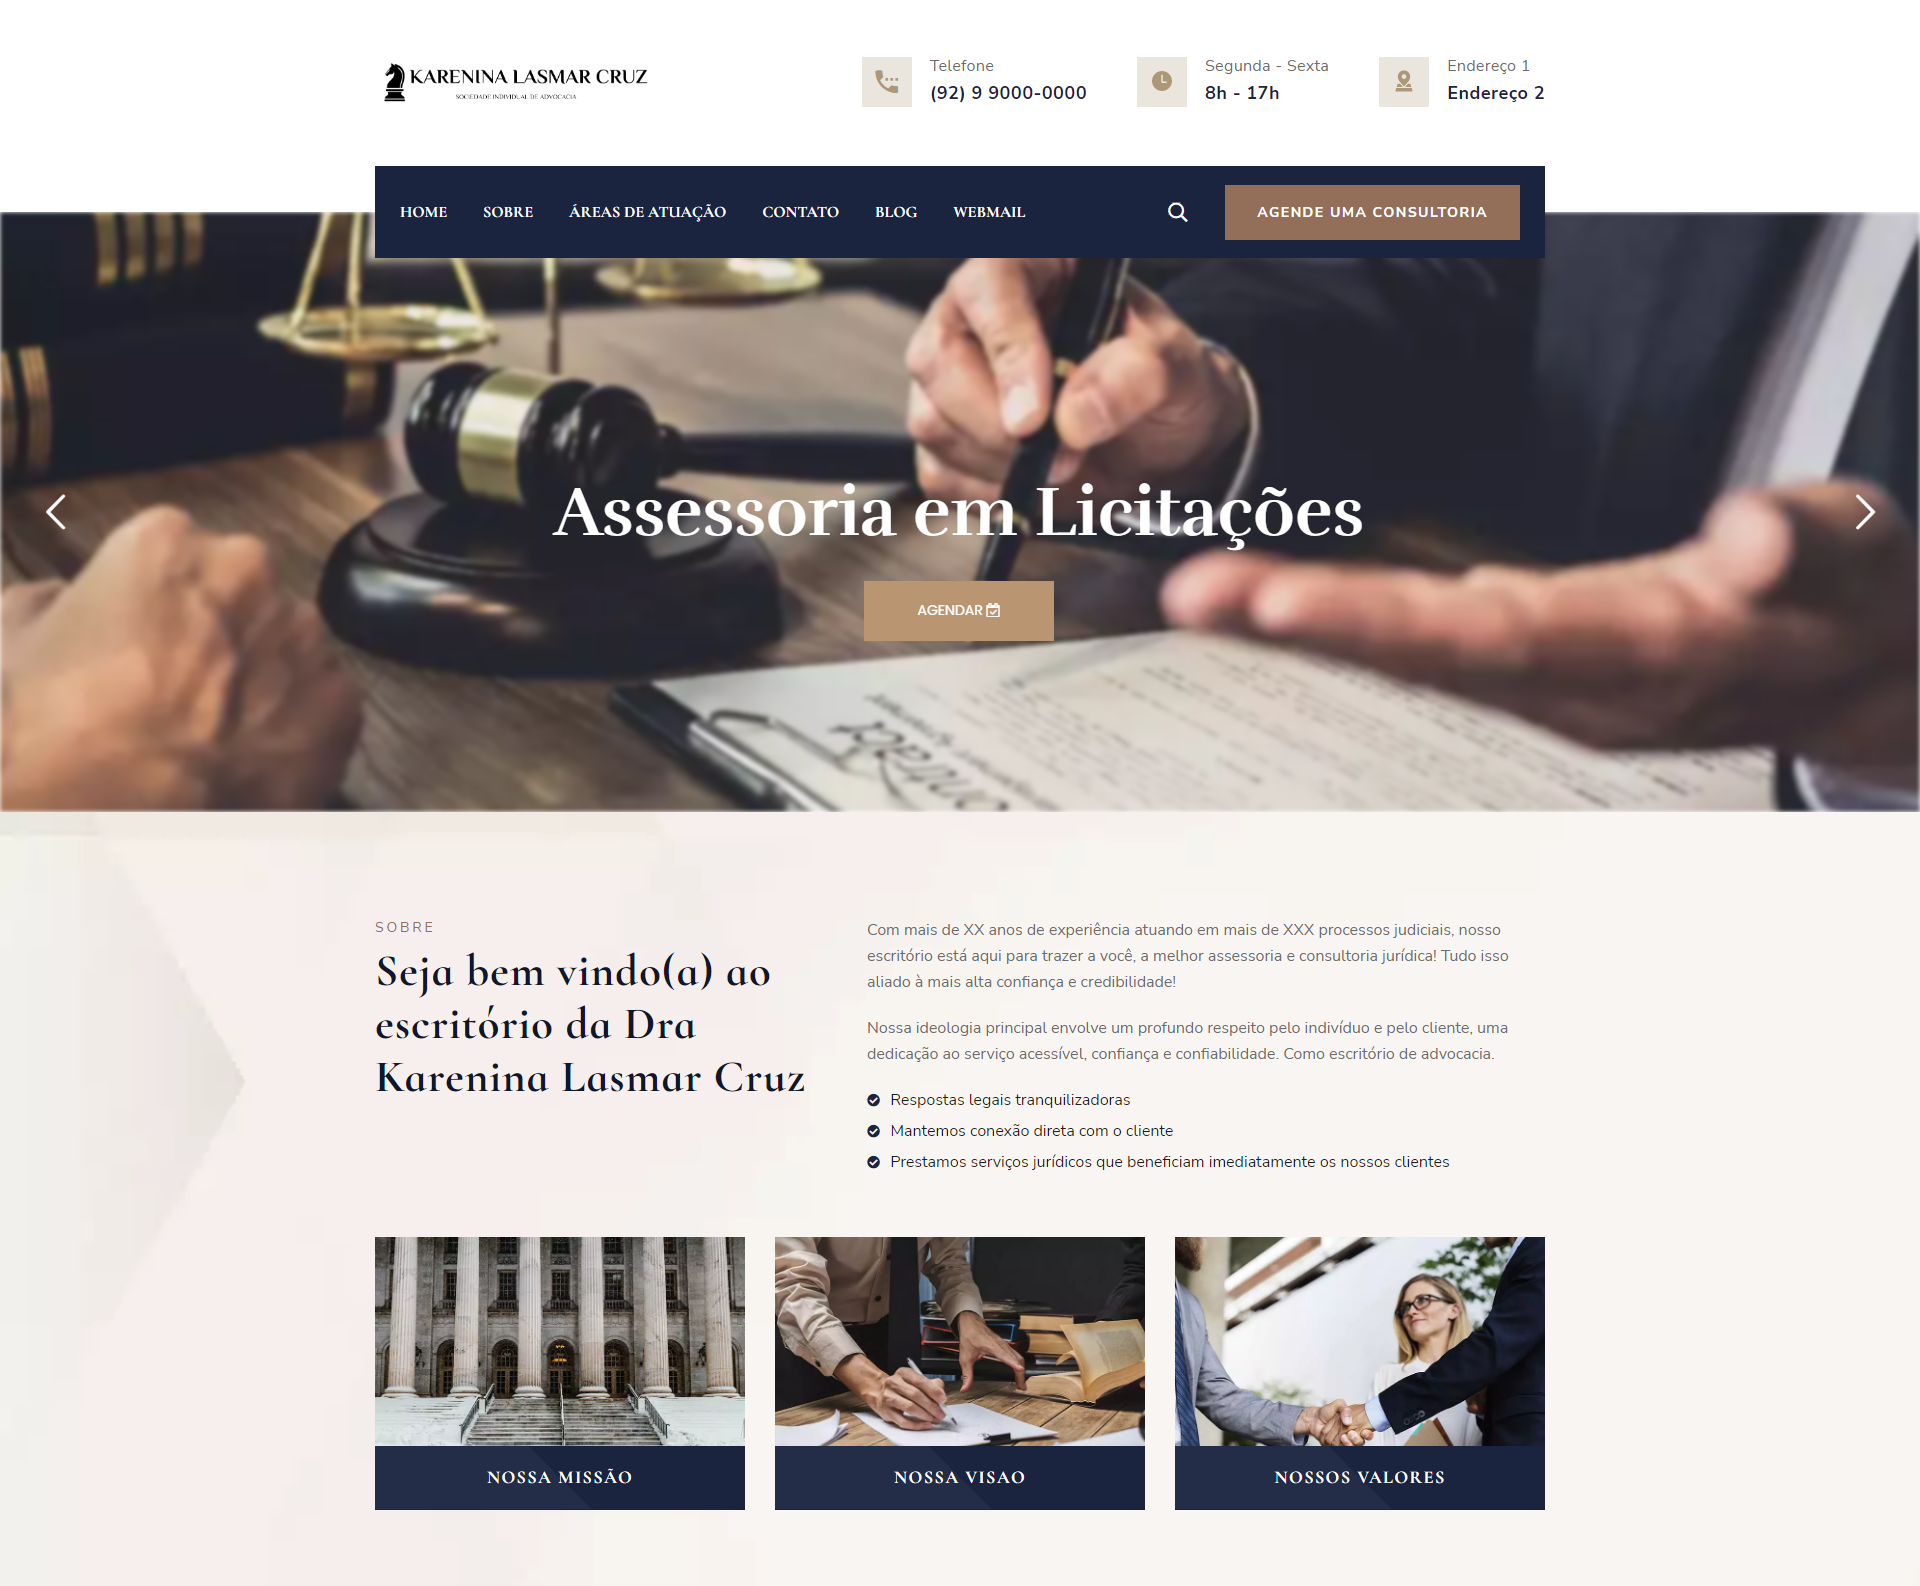 KARENINA LASMAR CRUZ
SOCIEDADE INDIVIDUAL DE ADVOCACIA
Telefone
(92) 9 9000-0000
Segunda - Sexta
8h - 17h
Endereço 1
Endereço 2
HOME SOBRE ÁREAS DE ATUAÇÃO CONTATO BLOG WEBMAIL
AGENDE UMA CONSULTORIA
Assessoria em Licitações
AGENDAR
SOBRE
Seja bem vindo(a) ao
escritório da Dra
Karenina Lasmar Cruz
Com mais de XX anos de experiência atuando em mais de XXX processos judiciais, nosso
escritório está aqui para trazer a você, a melhor assessoria e consultoria jurídica! Tudo isso
aliado à mais alta confiança e credibilidade!
Nossa ideologia principal envolve um profundo respeito pelo indivíduo e pelo cliente, uma
dedicação ao serviço acessível, confiança e confiabilidade. Como escritório de advocacia.
Respostas legais tranquilizadoras
Mantemos conexão direta com o cliente
Prestamos serviços jurídicos que beneficiam imediatamente os nossos clientes
NOSSA MISSÃO
NOSSA VISAO
NOSSOS VALORES